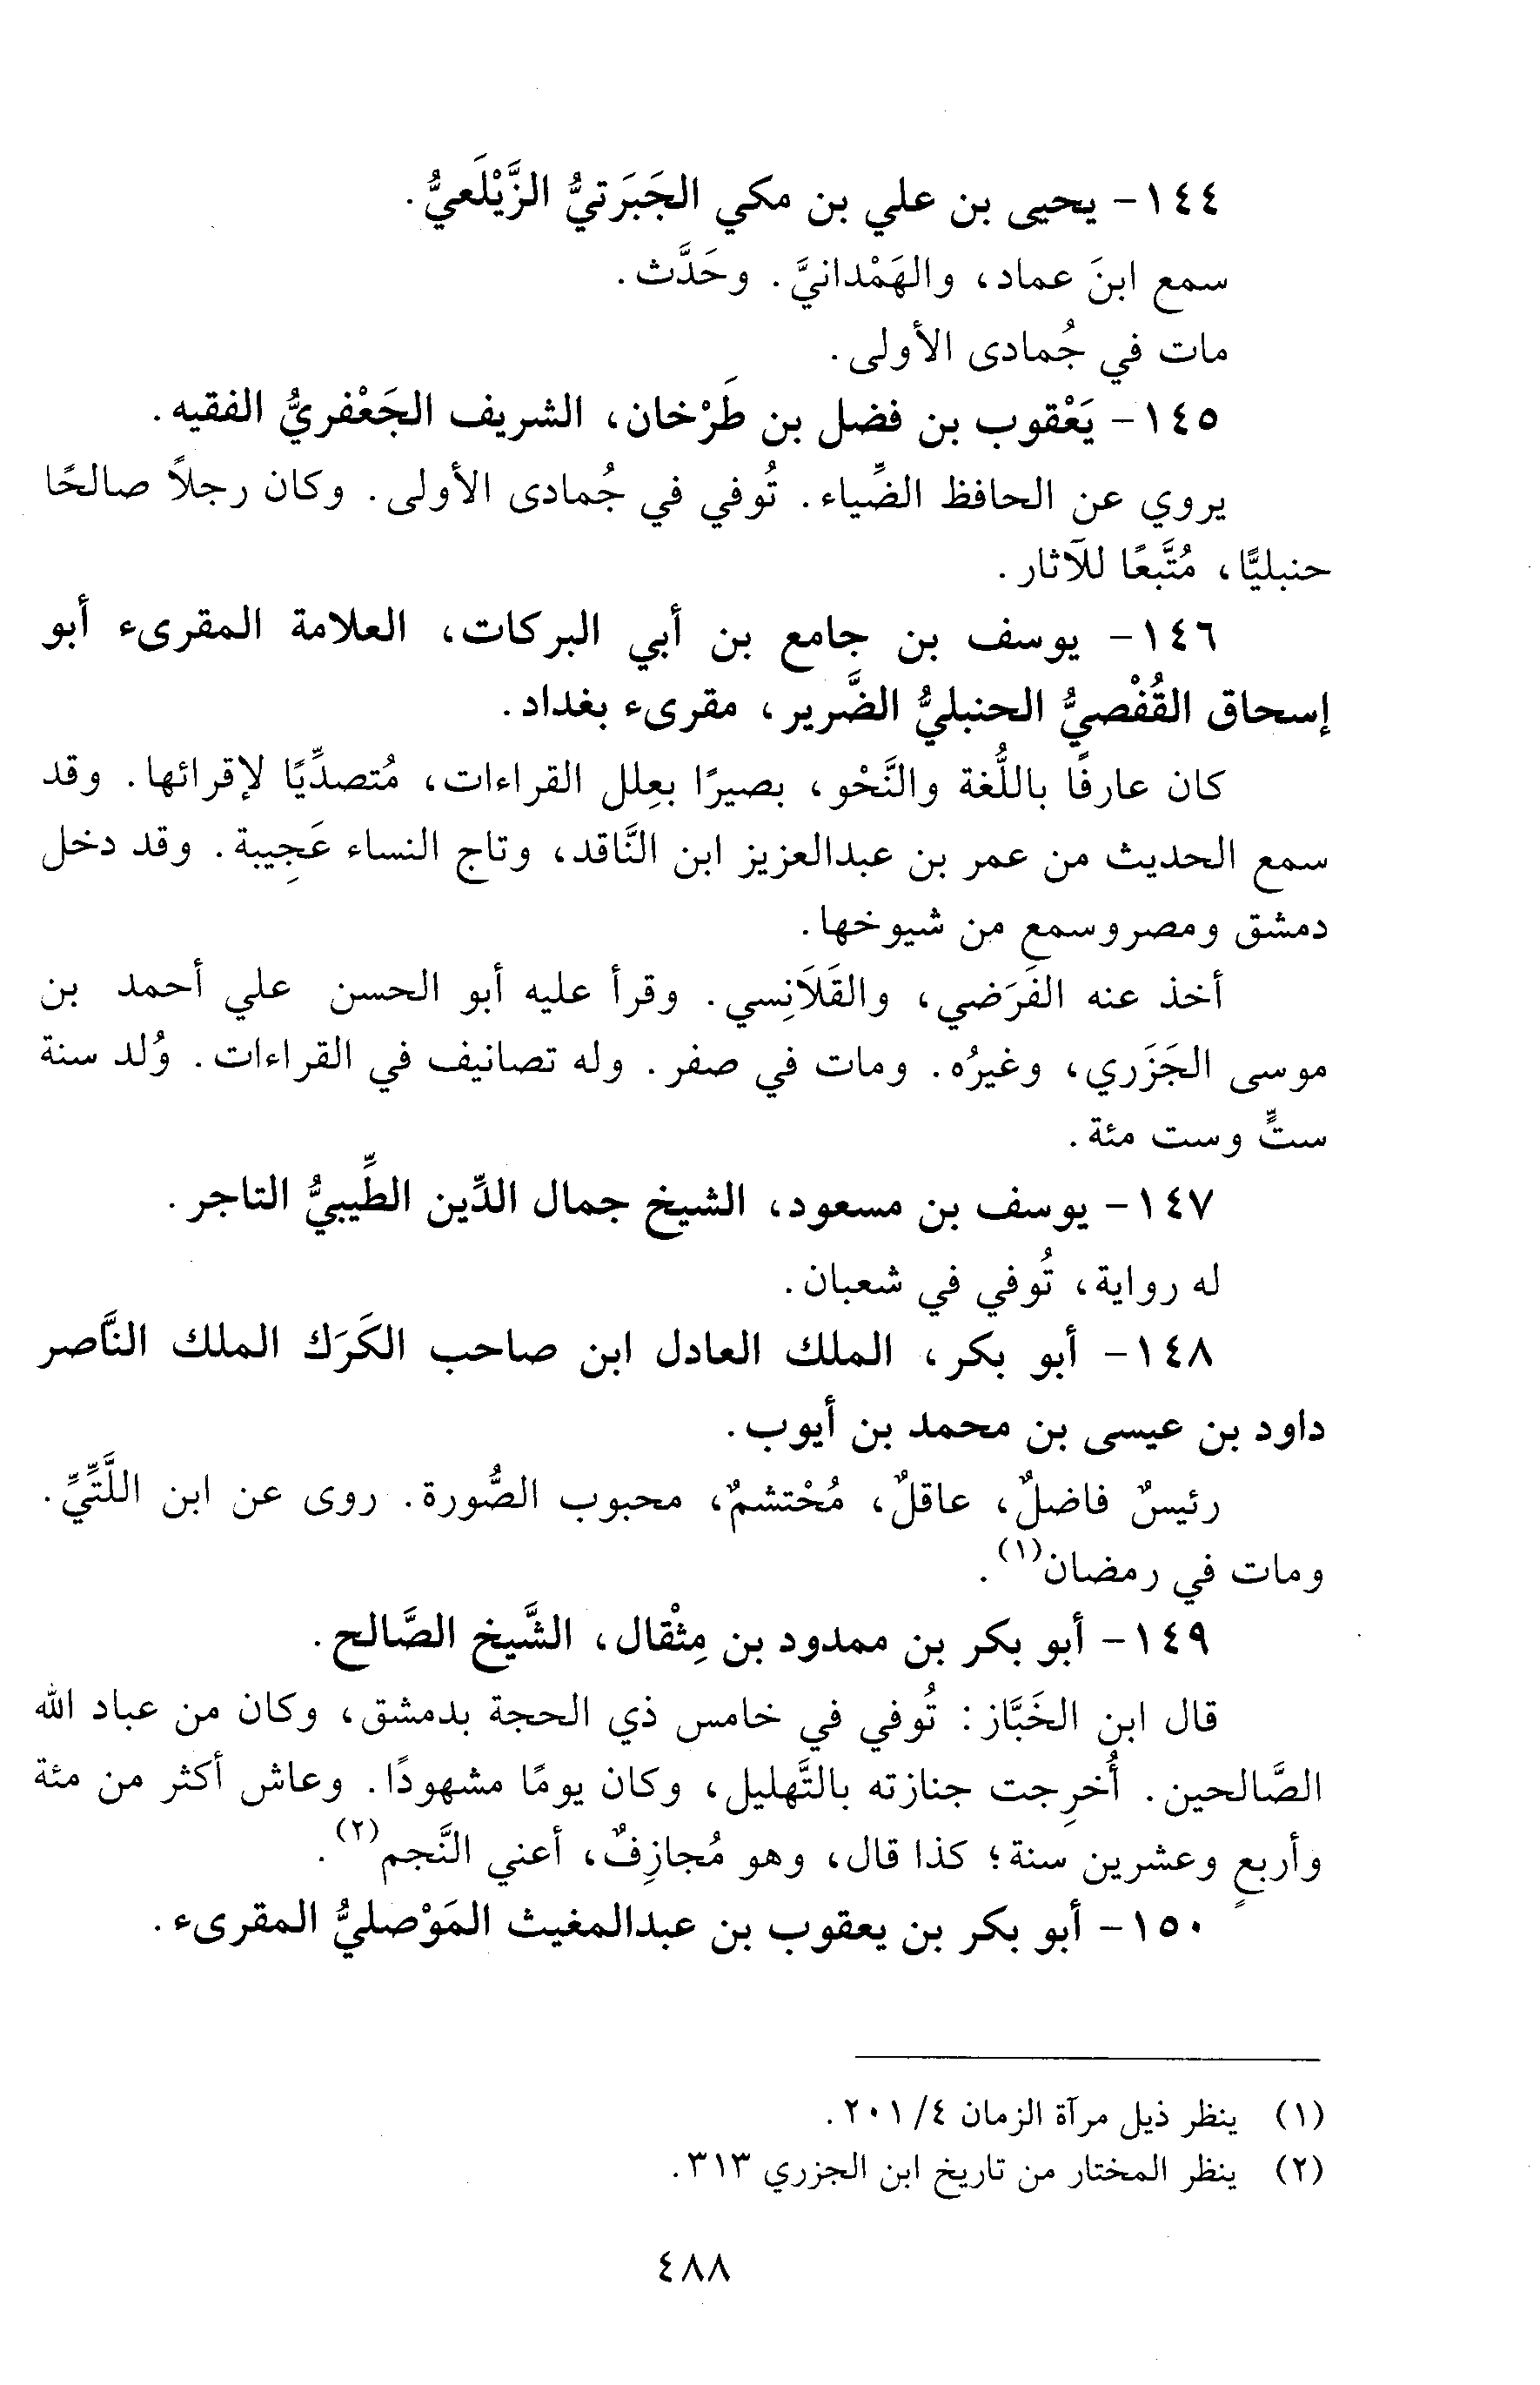 ١٤٤- يحيى بن علي بن مكي الجَبَرَتيُّ الزَّيْلَعيُّ.
سمع ابنَ عماد، والهَمْدانيَّ. وحَدَّث.
مات في جُمادى الأولى.
١٤٥- يَعْقوب بن فضل بن طَرْخان، الشريف الجَعْفريُّ الفقيه.
يروي عن الحافظ الضِّياء. تُوفي في جُمادى الأولى. وكان رجلاً صالحًا
حنبليًّا، مُتَّبعًا للآثار.
١٤٦- يوسف بن جامع بن أبي البركات، العلامة المقرىء أبو
إسحاق القُفْصيُّ الحنبليُّ الضَّرير، مقرىء بغداد.
كان عارفًا باللُّغة والنَّحْو، بصيرًا بعِلل القراءات، مُتصدِّيًا لإقرائها. وقد
سمع الحديث من عمر بن عبدالعزيز ابن النَّاقد، وتاج النساء عَجِيبة. وقد دخل
دمشق ومصر وسمع من شيوخها.
أخذ عنه الفَرَضي، والقَلَانِسي. وقرأ عليه أبو الحسن علي أحمد بن
موسى الجَزَري، وغيرُه. ومات في صفر. وله تصانيف في القراءات. وُلد سنة
ستٍّ وست مئة.
١٤٧- يوسف بن مسعود، الشيخ جمال الدِّين الطِّيبيُّ التاجر.
له رواية، تُوفي في شعبان.
١٤٨- أبو بكر، الملك العادل ابن صاحب الكَرَك الملك النَّاصر
داود بن عيسى بن محمد بن أيوب.
رئيسٌ فاضلٌ، عاقلٌ، مُحْتشمٌ، محبوب الصُّورة. روى عن ابن اللَّتِّيِّ.
ومات في رمضان(١).
١٤٩- أبو بكر بن ممدود بن مِثْقال، الشَّيخ الصَّالح.
قال ابن الخَبَّاز: تُوفي في خامس ذي الحجة بدمشق، وكان من عباد الله
الصَّالحين. أُخرِجت جنازته بالتَّهليل، وكان يومًا مشهودًا. وعاش أكثر من مئة
وأربعٍ وعشرين سنة؛ كذا قال، وهو مُجازِفٌ، أعني النَّجم(٢).
١٥٠- أبو بكر بن يعقوب بن عبدالمغيث المَوْصليُّ المقرىء.
(١) ينظر ذيل مرآة الزمان ٤/ ٢٠١.
(٢) ينظر المختار من تاريخ ابن الجزري ٣١٣.
٤٨٨